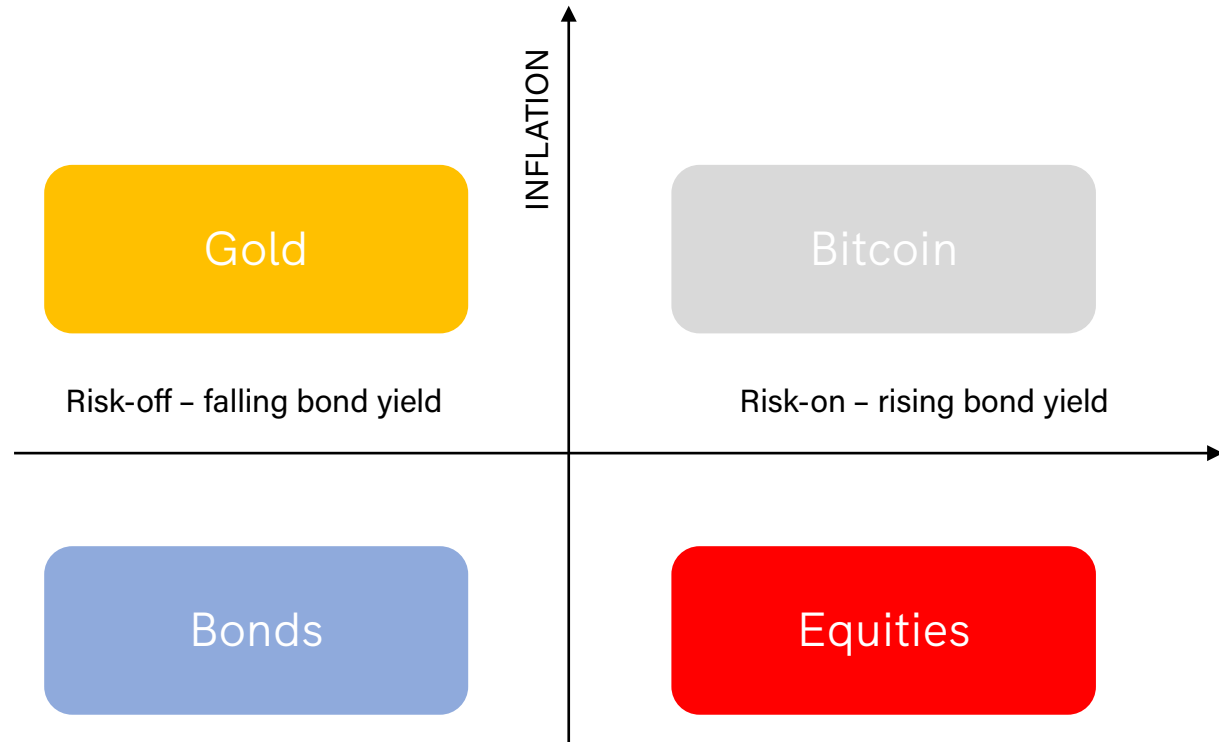 INFLATION
Gold
Bitcoin
Risk-off – falling bond yield
Risk-on – rising bond yield
Bonds
Equities